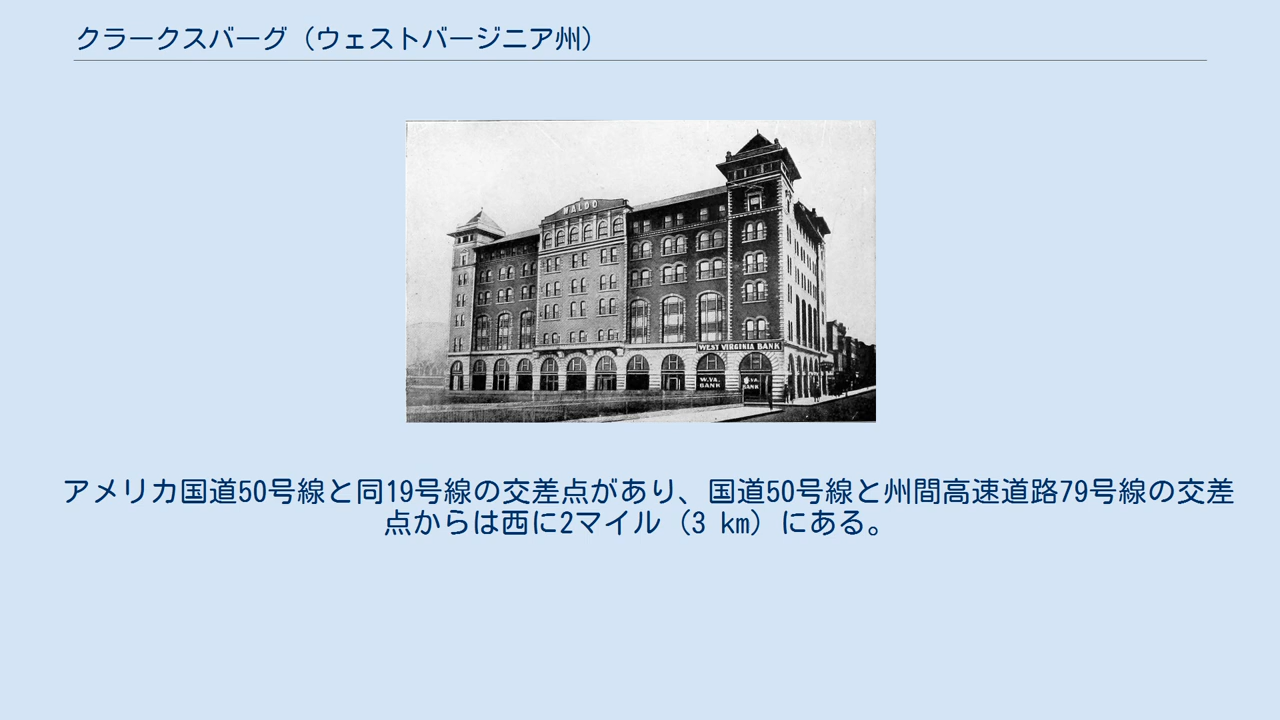 クラークスバーグ（ウェストバージニア州）
WALDO
WEST VIRGINIA BANK
W.VA.
BANK
VA.
BANK
アメリカ国道50号線と同19号線の交差点があり、国道50号線と州間高速道路79号線の交差
点からは西に2マイル（3 km）にある。